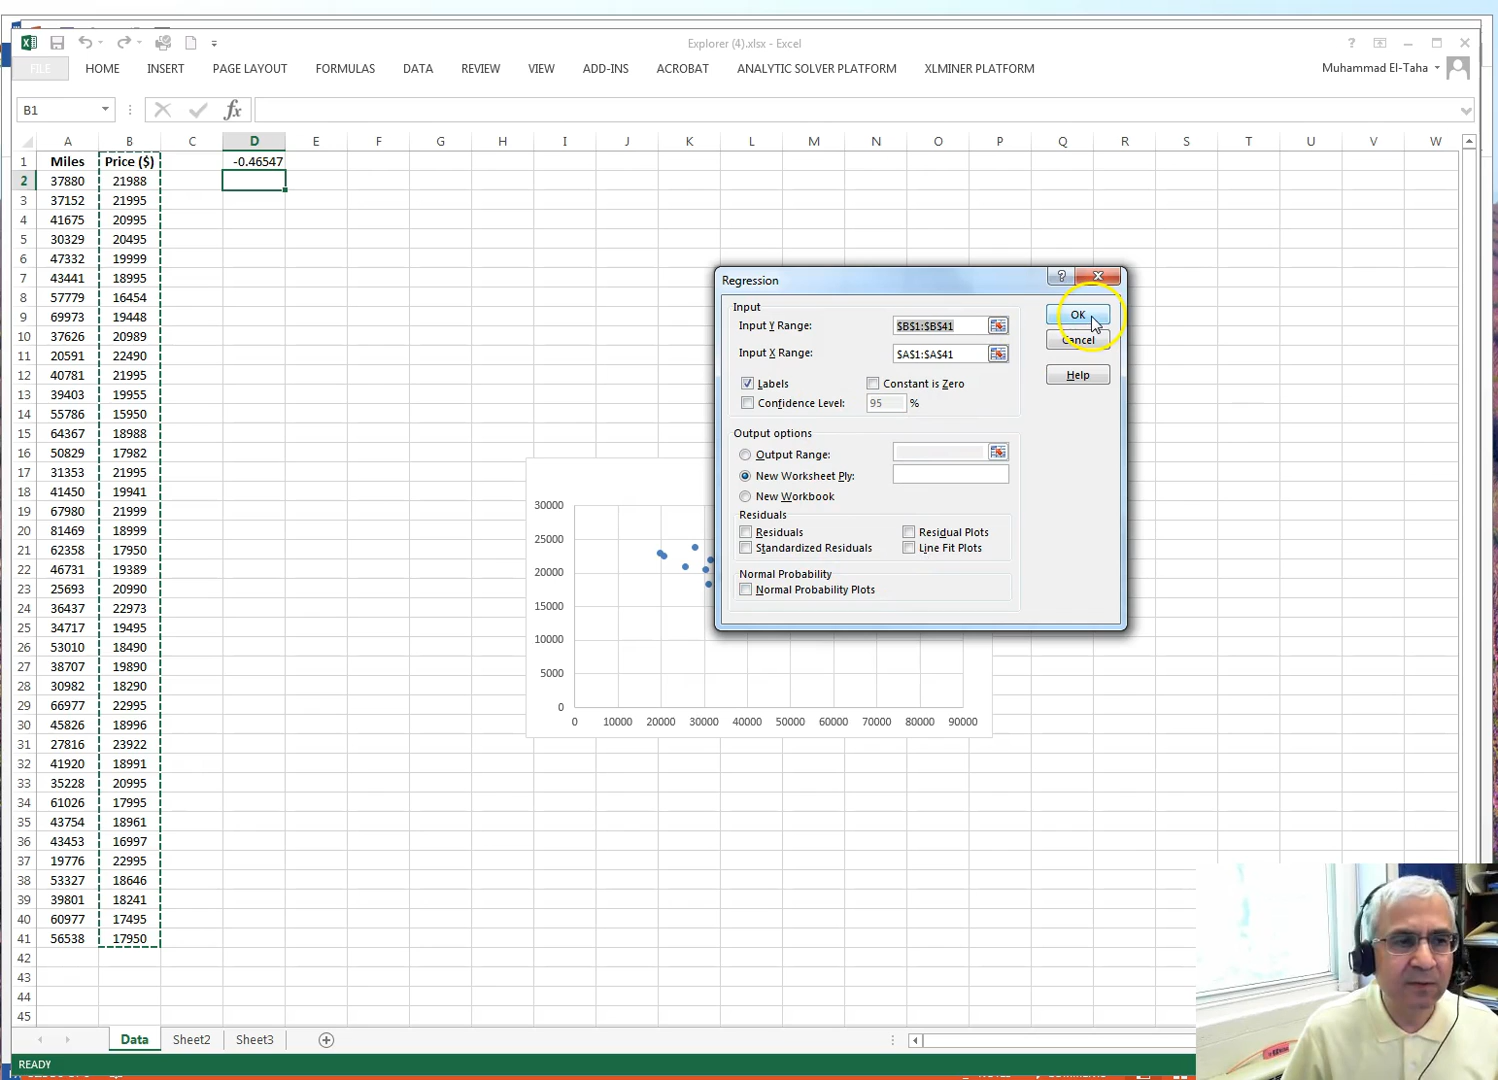 Explorer (4).xlsx - Excel
FILE HOME INSERT PAGE LAYOUT FORMULAS DATA REVIEW VIEW ADD-INS ACROBAT ANALYTIC SOLVER PLATFORM XLMINER PLATFORM Muhammad El-Taha
B1 fx
A B C D E F G H I J K L M N O P Q R S T U V W
1 Miles Price ($) -0.46547
2 37880 21988
3 37152 21995
4 41675 20995
5 30329 20495
6 47332 19999
7 43441 18995
8 57779 16454
9 69973 19448
10 37626 20989
11 20591 22490
12 40781 21995
13 39403 19955
14 55786 15950
15 64367 18988
16 50829 17982
17 31353 21995
18 41450 19941
19 67980 21999
20 81469 18999
21 62358 17950
22 46731 19389
23 25693 20990
24 36437 22973
25 34717 19495
26 53010 18490
27 38707 19890
28 30982 18290
29 66977 22995
30 45826 18996
31 27816 23922
32 41920 18991
33 35228 20995
34 61026 17995
35 43754 18961
36 43453 16997
37 19776 22995
38 53327 18646
39 39801 18241
40 60977 17495
41 56538 17950
42
43
44
45
Regression
Input
Input Y Range: $B$1:$B$41
Input X Range: $A$1:$A$41
Labels Constant is Zero
Confidence Level: 95 %
Output options
Output Range:
New Worksheet Ply:
New Workbook
Residuals
Residuals Residual Plots
Standardized Residuals Line Fit Plots
Normal Probability
Normal Probability Plots
OK
Cancel
Help
30000
25000
20000
15000
10000
5000
0
0 10000 20000 30000 40000 50000 60000 70000 80000 90000
Data Sheet2 Sheet3
READY